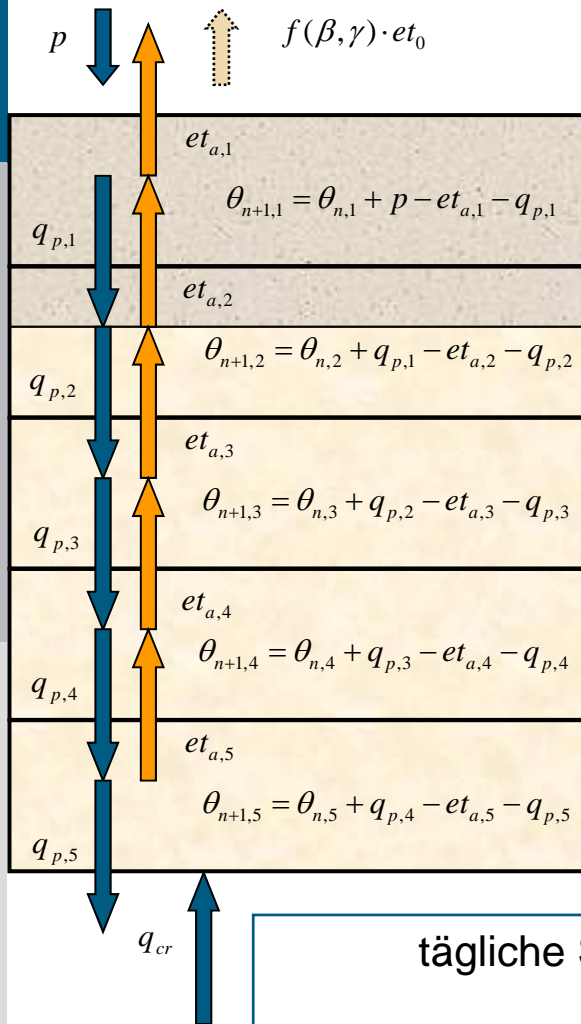 p f(β,γ)·et₀
et_{a,1}
θ_{n+1,1} = θ_{n,1} + p − et_{a,1} − q_{p,1}
q_{p,1}
et_{a,2}
θ_{n+1,2} = θ_{n,2} + q_{p,1} − et_{a,2} − q_{p,2}
q_{p,2}
et_{a,3}
θ_{n+1,3} = θ_{n,3} + q_{p,2} − et_{a,3} − q_{p,3}
q_{p,3}
et_{a,4}
θ_{n+1,4} = θ_{n,4} + q_{p,3} − et_{a,4} − q_{p,4}
q_{p,4}
et_{a,5}
θ_{n+1,5} = θ_{n,5} + q_{p,4} − et_{a,5} − q_{p,5}
q_{p,5}
q_{cr}
tägliche